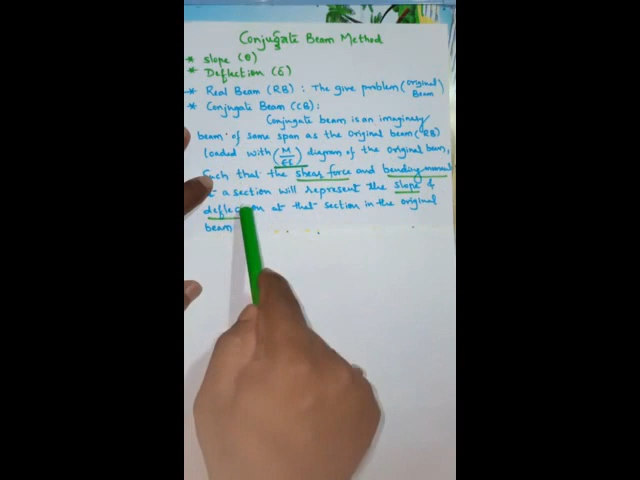 Conjugate Beam Method
* slope (θ)
* Deflection (δ)
* Real Beam (RB) : The give problem (original Beam)
* Conjugate Beam (CB) :
Conjugate beam is an imaginery
beam of same span as the original beam (RB)
loaded with (M/EI) diagram of the original beam,
Such that the shear force and bending moment
at a section will represent the slope &
deflection at that section in the original
beam